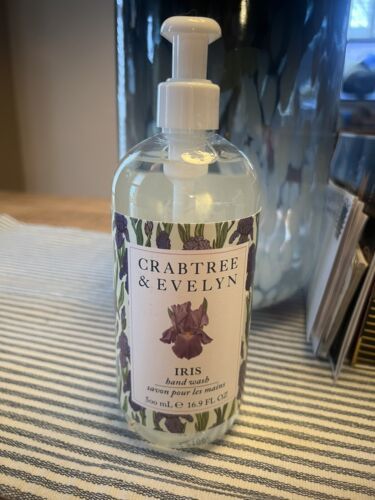 CRABTREE
& EVELYN
IRIS
hand wash
savon pour les mains
500 mL ℮ 16.9 FL OZ